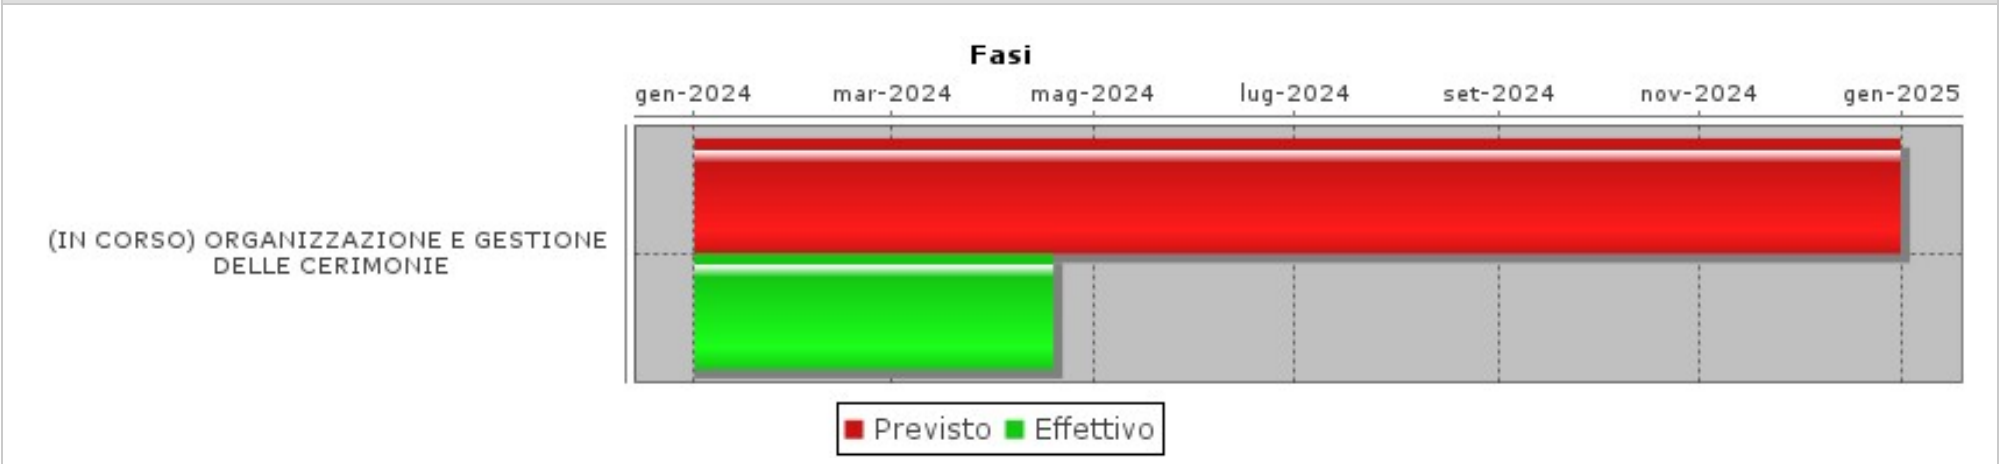 Fasi
gen-2024 mar-2024 mag-2024 lug-2024 set-2024 nov-2024 gen-2025
(IN CORSO) ORGANIZZAZIONE E GESTIONE
DELLE CERIMONIE
Previsto Effettivo